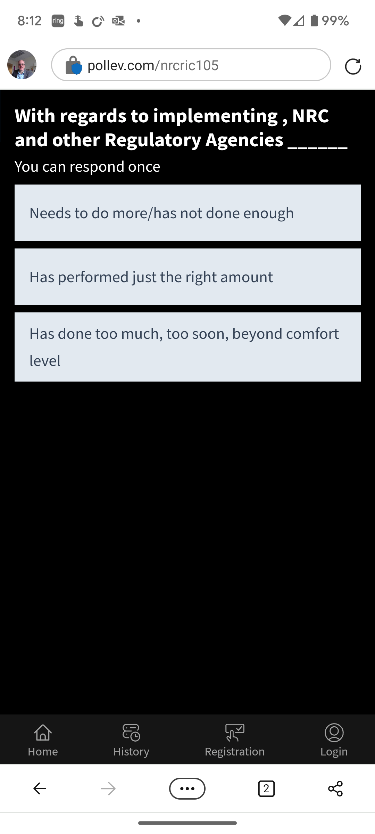 8:12
ring
99%
pollev.com/nrcric105
With regards to implementing , NRC
and other Regulatory Agencies ______
You can respond once
Needs to do more/has not done enough
Has performed just the right amount
Has done too much, too soon, beyond comfort
level
Home
History
Registration
Login
2